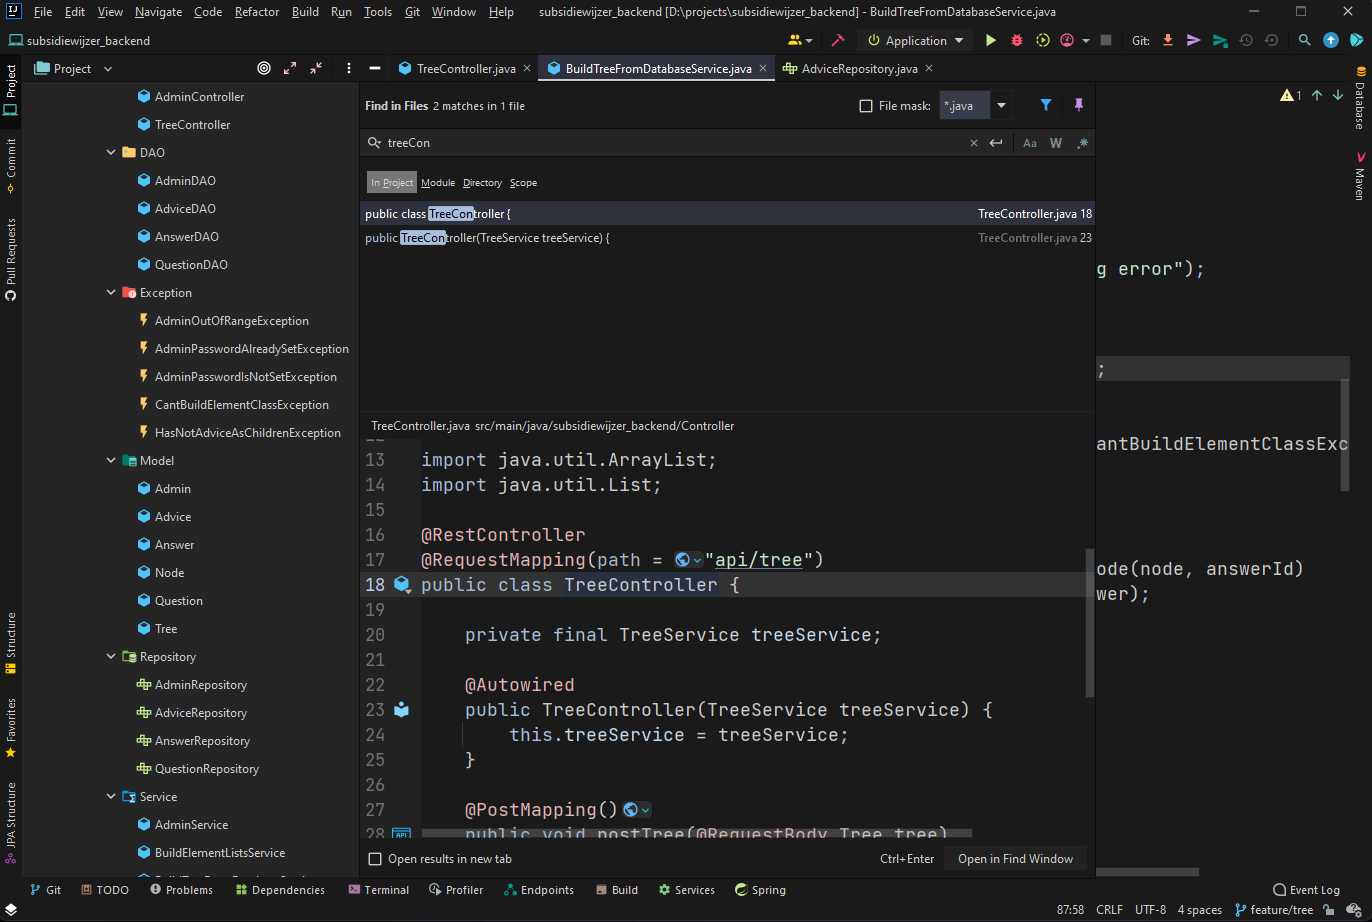 File Edit View Navigate Code Refactor Build Run Tools Git Window Help subsidiewijzer_backend [D:\projects\subsidiewijzer_backend] - BuildTreeFromDatabaseService.java
subsidiewijzer_backend Application Git:
Project TreeController.java BuildTreeFromDatabaseService.java AdviceRepository.java
Project
Commit
Pull Requests
Structure
Favorites
JPA Structure
AdminController
TreeController
DAO
AdminDAO
AdviceDAO
AnswerDAO
QuestionDAO
Exception
AdminOutOfRangeException
AdminPasswordAlreadySetException
AdminPasswordIsNotSetException
CantBuildElementClassException
HasNotAdviceAsChildrenException
Model
Admin
Advice
Answer
Node
Question
Tree
Repository
AdminRepository
AdviceRepository
AnswerRepository
QuestionRepository
Service
AdminService
BuildElementListsService
Find in Files 2 matches in 1 file File mask: *.java
treeCon Aa W .*
In Project Module Directory Scope
public class TreeController { TreeController.java 18
public TreeController(TreeService treeService) { TreeController.java 23
TreeController.java src/main/java/subsidiewijzer_backend/Controller
13 import java.util.ArrayList;
14 import java.util.List;
15
16 @RestController
17 @RequestMapping(path = "api/tree")
18 public class TreeController {
19
20 private final TreeService treeService;
21
22 @Autowired
23 public TreeController(TreeService treeService) {
24 this.treeService = treeService;
25 }
26
27 @PostMapping()
28 public void postTree(@RequestBody Tree tree)
Open results in new tab Ctrl+Enter Open in Find Window
1
g error");
;
antBuildElementClassExc
ode(node, answerId)
wer);
Database
Maven
Git TODO Problems Dependencies Terminal Profiler Endpoints Build Services Spring Event Log
87:58 CRLF UTF-8 4 spaces feature/tree